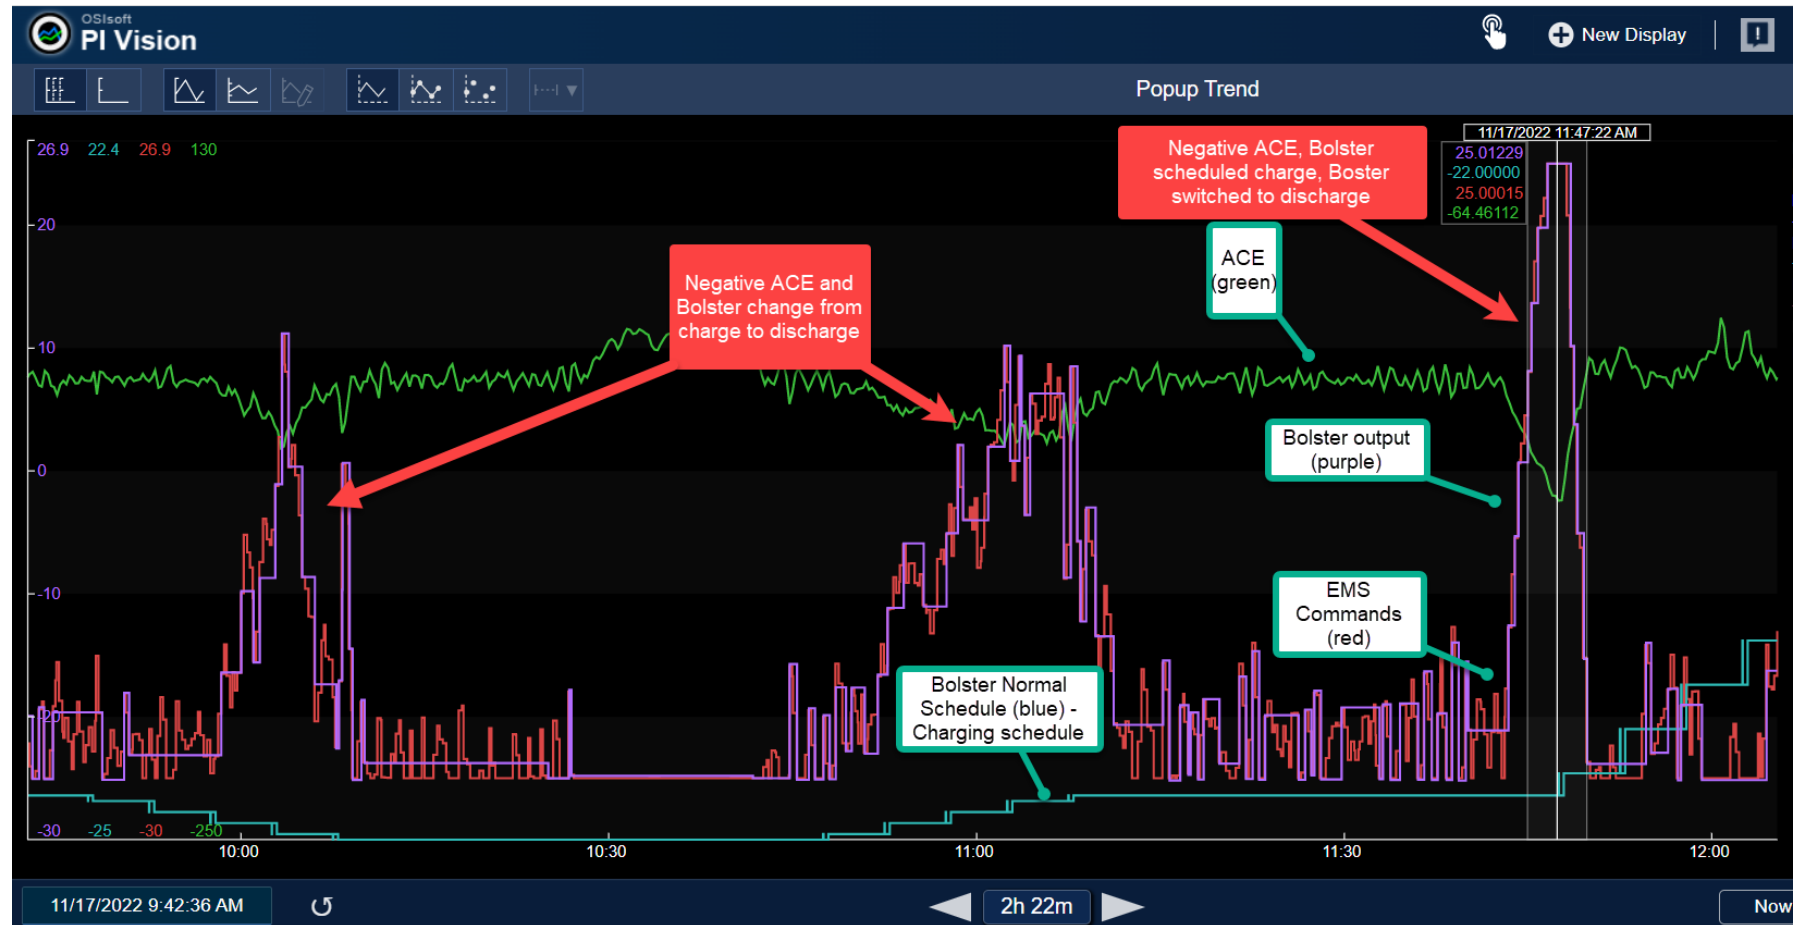 OSIsoft
PI Vision
New Display
Popup Trend
11/17/2022 11:47:22 AM
26.9 22.4 26.9 130
25.01229
-22.00000
25.00015
-64.46112
Negative ACE, Bolster
scheduled charge, Boster
switched to discharge
Negative ACE and
Bolster change from
charge to discharge
ACE
(green)
Bolster output
(purple)
EMS
Commands
(red)
Bolster Normal
Schedule (blue) -
Charging schedule
20
10
0
-10
-20
-30 -25 -30 -250
10:00 10:30 11:00 11:30 12:00
11/17/2022 9:42:36 AM
2h 22m
Now